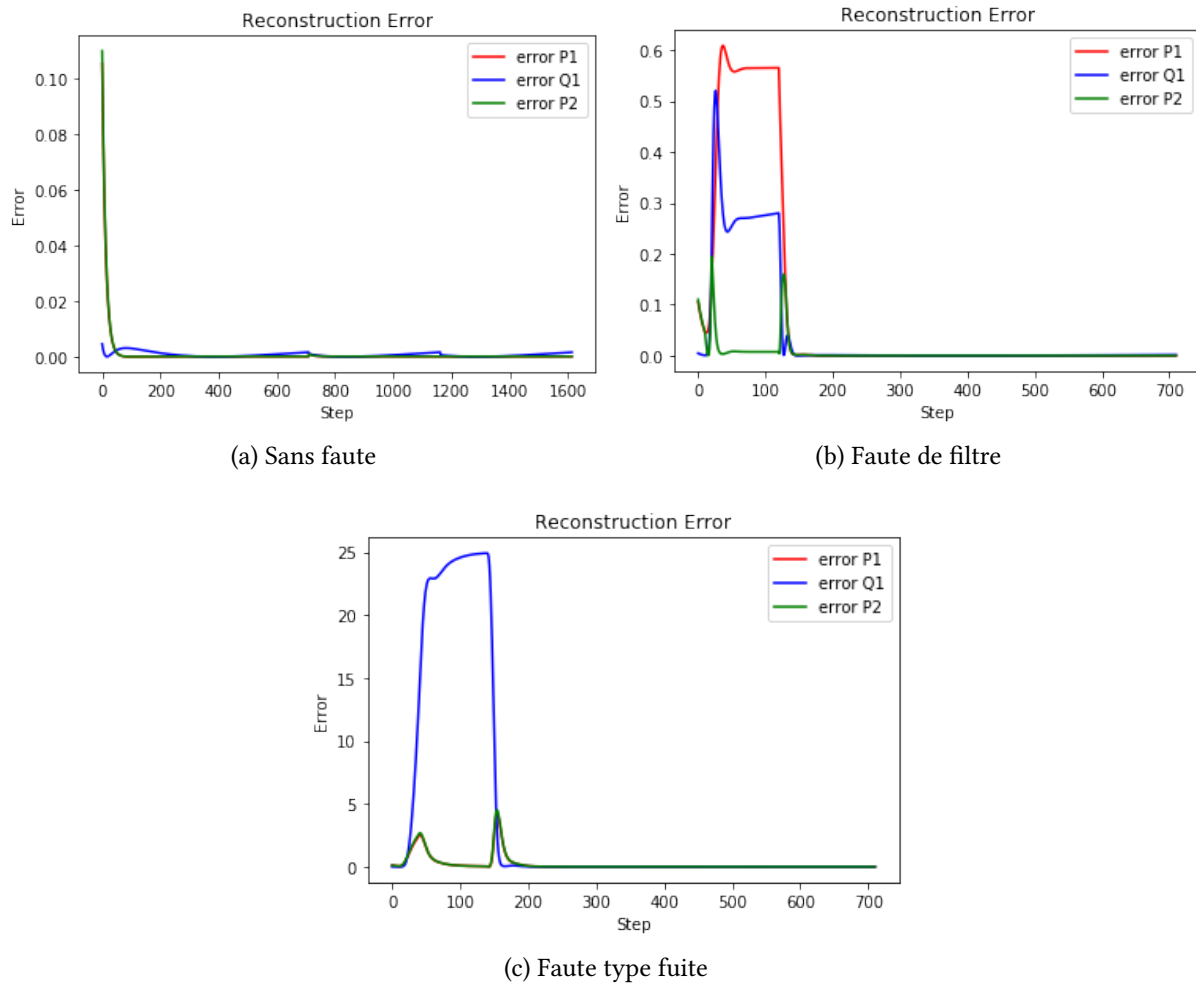 Reconstruction Error
error P1
error Q1
error P2
Error
0.10
0.08
0.06
0.04
0.02
0.00
0 200 400 600 800 1000 1200 1400 1600
Step
(a) Sans faute
Reconstruction Error
error P1
error Q1
error P2
Error
0.6
0.5
0.4
0.3
0.2
0.1
0.0
0 100 200 300 400 500 600 700
Step
(b) Faute de filtre
Reconstruction Error
error P1
error Q1
error P2
Error
25
20
15
10
5
0
0 100 200 300 400 500 600 700
Step
(c) Faute type fuite